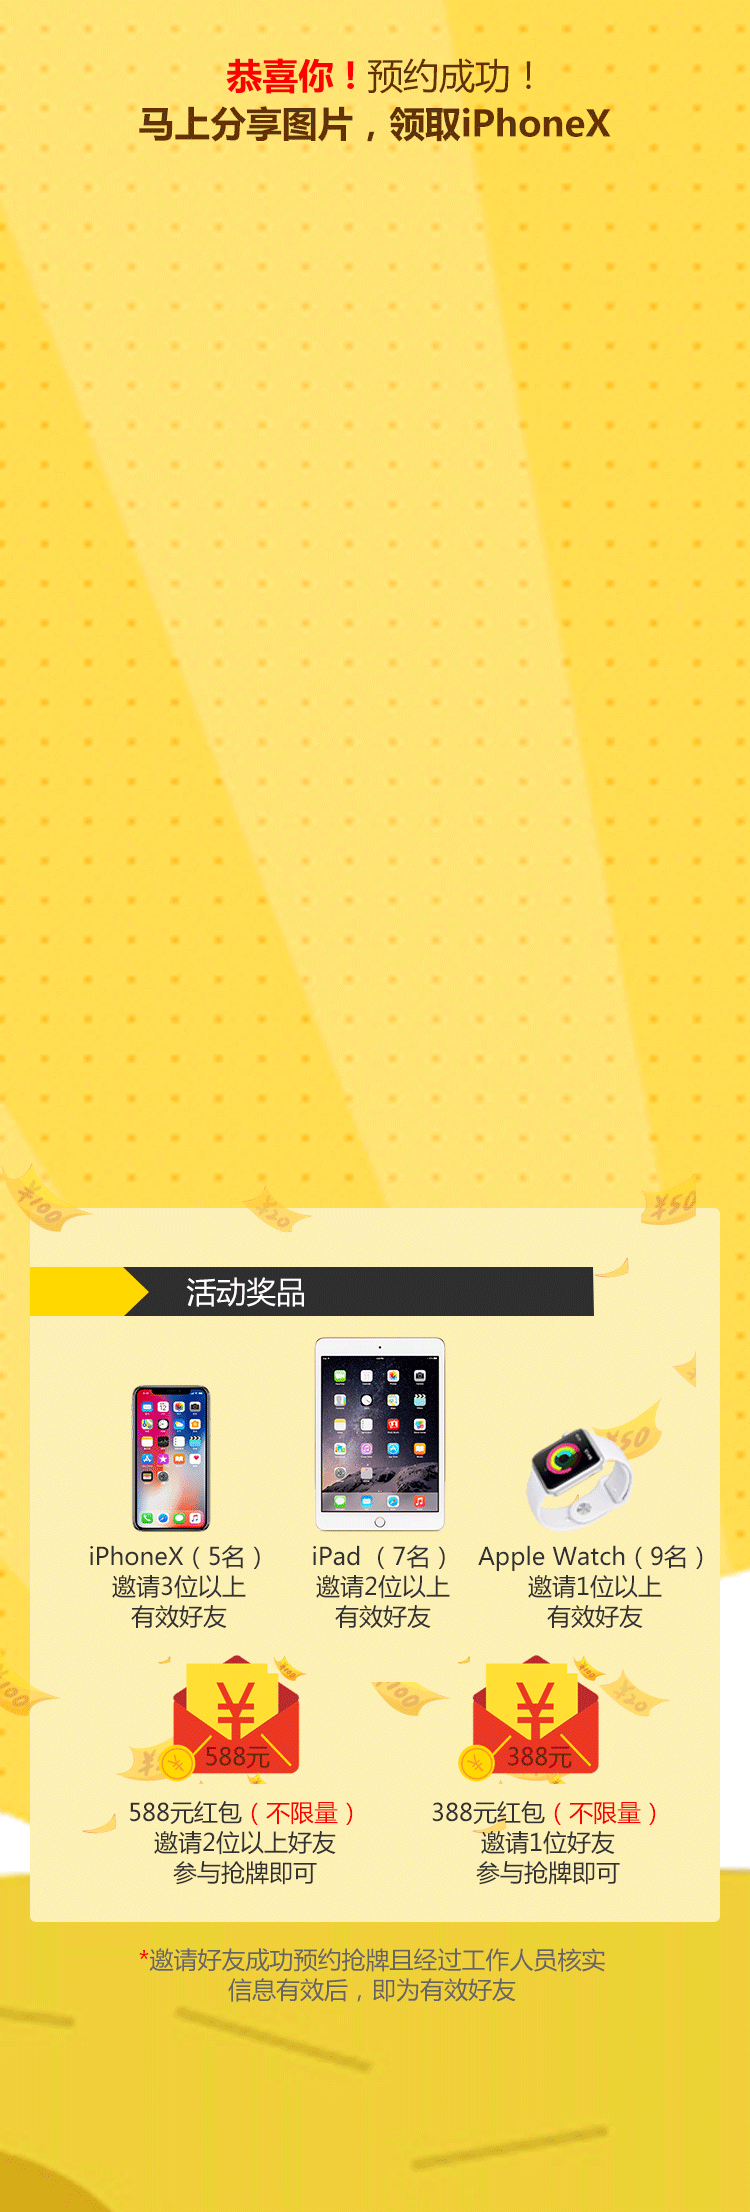 恭喜你！预约成功！
马上分享图片，领取iPhoneX
¥100
¥20
¥50
活动奖品
¥50
iPhoneX（5名）
邀请3位以上
有效好友
iPad （7名）
邀请2位以上
有效好友
Apple Watch（9名）
邀请1位以上
有效好友
¥
588元
¥
388元
¥20
588元红包（不限量）
邀请2位以上好友
参与抢牌即可
388元红包（不限量）
邀请1位好友
参与抢牌即可
*邀请好友成功预约抢牌且经过工作人员核实
信息有效后，即为有效好友